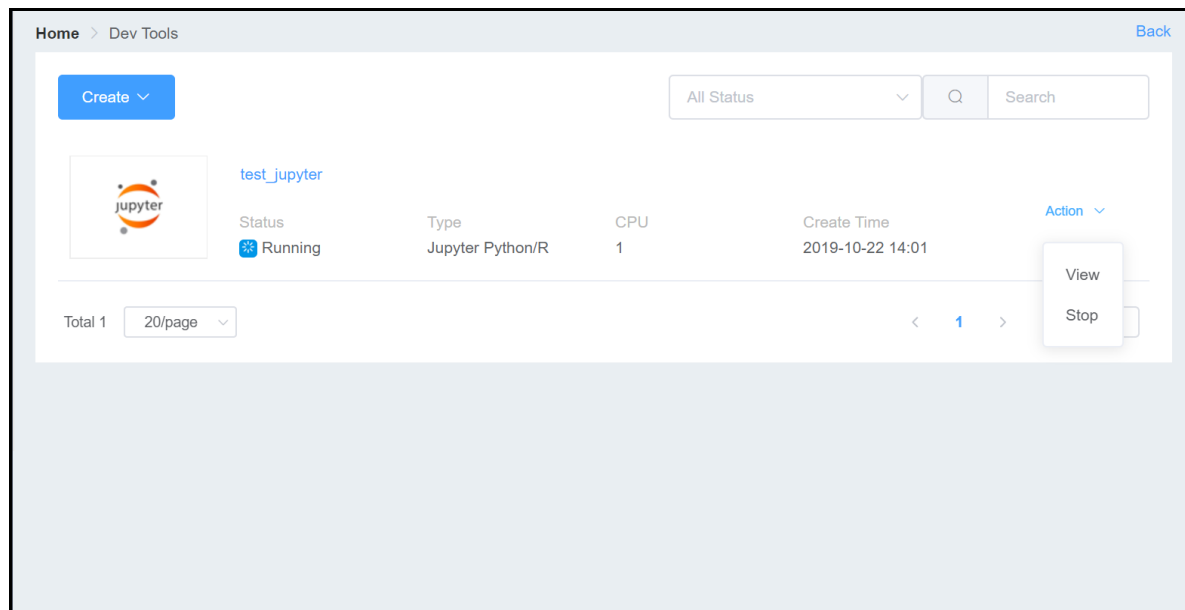 Home > Dev Tools
Back
Create
All Status
Search
jupyter
test_jupyter
Status
Type
CPU
Create Time
Action
Running
Jupyter Python/R
1
2019-10-22 14:01
View
Stop
Total 1
20/page
< 1 >